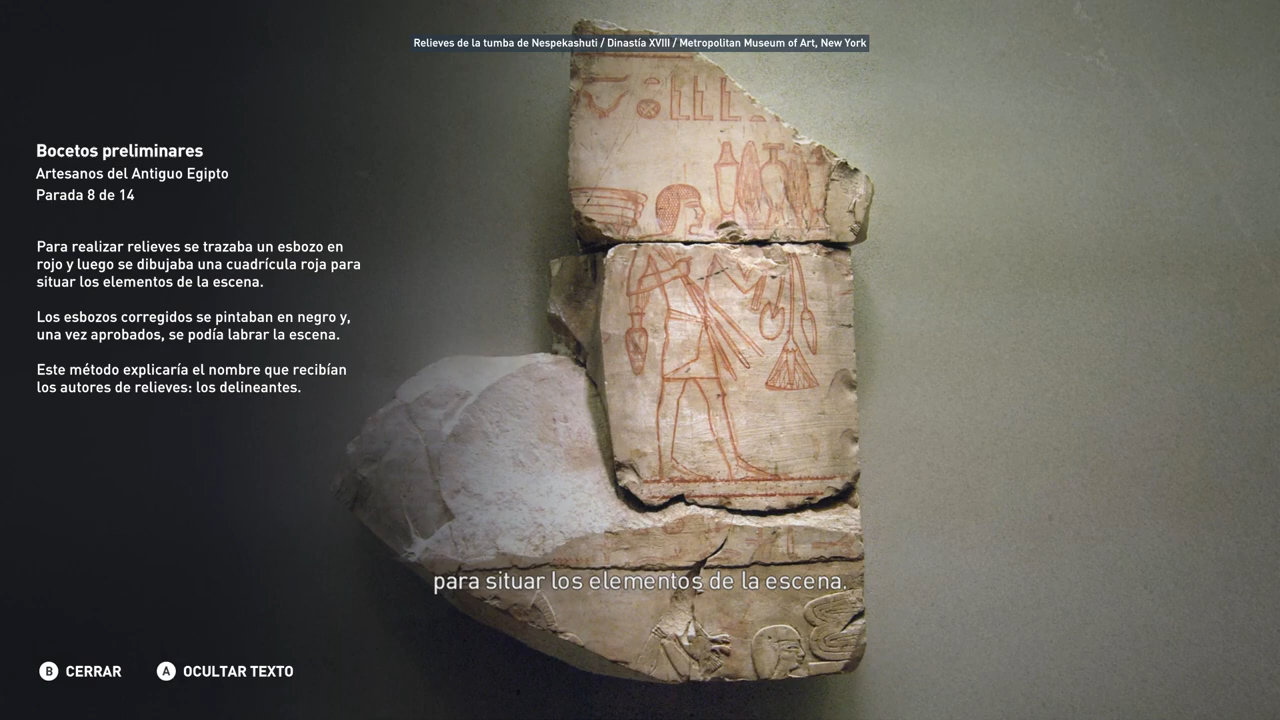 Relieves de la tumba de Nespekashuti / Dinastía XVIII / Metropolitan Museum of Art, New York
Bocetos preliminares
Artesanos del Antiguo Egipto
Parada 8 de 14
Para realizar relieves se trazaba un esbozo en
rojo y luego se dibujaba una cuadrícula roja para
situar los elementos de la escena.
Los esbozos corregidos se pintaban en negro y,
una vez aprobados, se podía labrar la escena.
Este método explicaría el nombre que recibían
los autores de relieves: los delineantes.
para situar los elementos de la escena.
B CERRAR A OCULTAR TEXTO